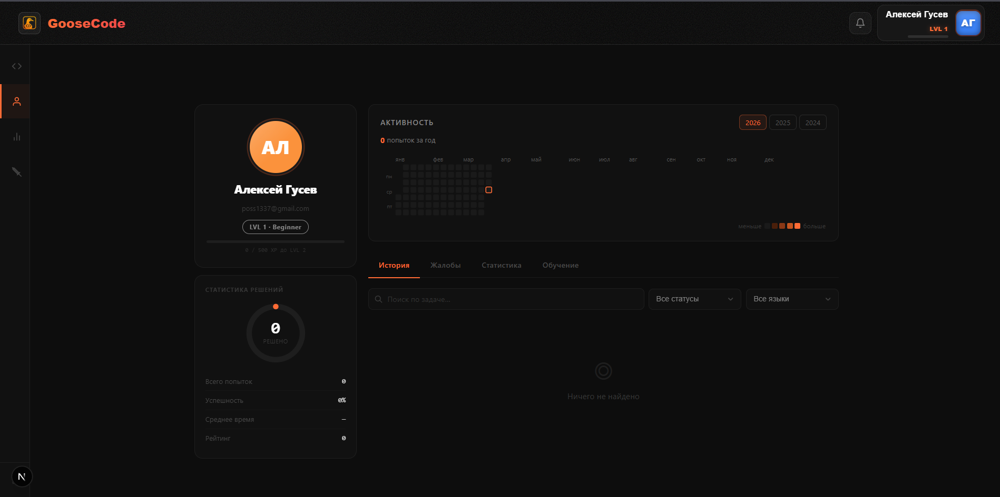 GooseCode
Алексей Гусев
LVL 1
АГ
АЛ
Алексей Гусев
poss1337@gmail.com
LVL 1 · Beginner
0 / 500 XP до LVL 2
СТАТИСТИКА РЕШЕНИЙ
0
РЕШЕНО
Всего попыток 0
Успешность 0%
Среднее время —
Рейтинг 0
АКТИВНОСТЬ
2026 2025 2024
0 попыток за год
янв фев мар апр май июн июл авг сен окт ноя дек
пн
ср
пт
меньше больше
История Жалобы Статистика Обучение
Поиск по задаче...
Все статусы
Все языки
Ничего не найдено
N